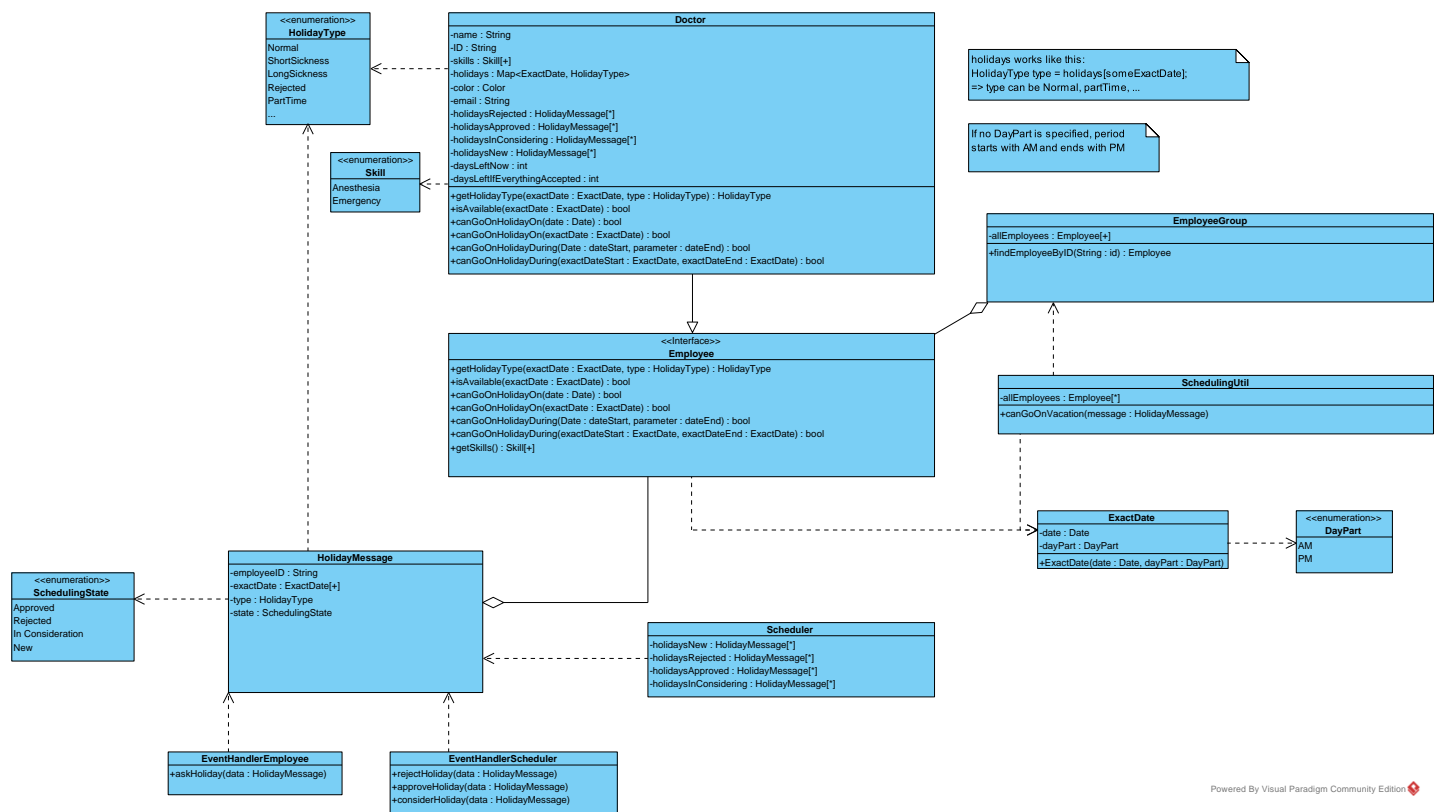 <<enumeration>>
HolidayType
Normal
ShortSickness
LongSickness
Rejected
PartTime
...
Doctor
-name : String
-ID : String
-skills : Skill[+]
-holidays : Map<ExactDate, HolidayType>
-color : Color
-email : String
-holidaysRejected : HolidayMessage[*]
-holidaysApproved : HolidayMessage[*]
-holidaysInConsidering : HolidayMessage[*]
-holidaysNew : HolidayMessage[*]
-daysLeftNow : int
-daysLeftIfEverythingAccepted : int
+getHolidayType(exactDate : ExactDate, type : HolidayType) : HolidayType
+isAvailable(exactDate : ExactDate) : bool
+canGoOnHolidayOn(date : Date) : bool
+canGoOnHolidayOn(exactDate : ExactDate) : bool
+canGoOnHolidayDuring(Date : dateStart, parameter : dateEnd) : bool
+canGoOnHolidayDuring(exactDateStart : ExactDate, exactDateEnd : ExactDate) : bool
holidays works like this:
HolidayType type = holidays[someExactDate];
=> type can be Normal, partTime, ...
If no DayPart is specified, period
starts with AM and ends with PM
<<enumeration>>
Skill
Anesthesia
Emergency
EmployeeGroup
-allEmployees : Employee[+]
+findEmployeeByID(String : id) : Employee
<<Interface>>
Employee
+getHolidayType(exactDate : ExactDate, type : HolidayType) : HolidayType
+isAvailable(exactDate : ExactDate) : bool
+canGoOnHolidayOn(date : Date) : bool
+canGoOnHolidayOn(exactDate : ExactDate) : bool
+canGoOnHolidayDuring(Date : dateStart, parameter : dateEnd) : bool
+canGoOnHolidayDuring(exactDateStart : ExactDate, exactDateEnd : ExactDate) : bool
+getSkills() : Skill[+]
SchedulingUtil
-allEmployees : Employee[*]
+canGoOnVacation(message : HolidayMessage)
ExactDate
-date : Date
-dayPart : DayPart
+ExactDate(date : Date, dayPart : DayPart)
<<enumeration>>
DayPart
AM
PM
HolidayMessage
-employeeID : String
-exactDate : ExactDate[+]
-type : HolidayType
-state : SchedulingState
<<enumeration>>
SchedulingState
Approved
Rejected
In Consideration
New
Scheduler
-holidaysNew : HolidayMessage[*]
-holidaysRejected : HolidayMessage[*]
-holidaysApproved : HolidayMessage[*]
-holidaysInConsidering : HolidayMessage[*]
EventHandlerEmployee
+askHoliday(data : HolidayMessage)
EventHandlerScheduler
+rejectHoliday(data : HolidayMessage)
+approveHoliday(data : HolidayMessage)
+considerHoliday(data : HolidayMessage)
Powered By Visual Paradigm Community Edition